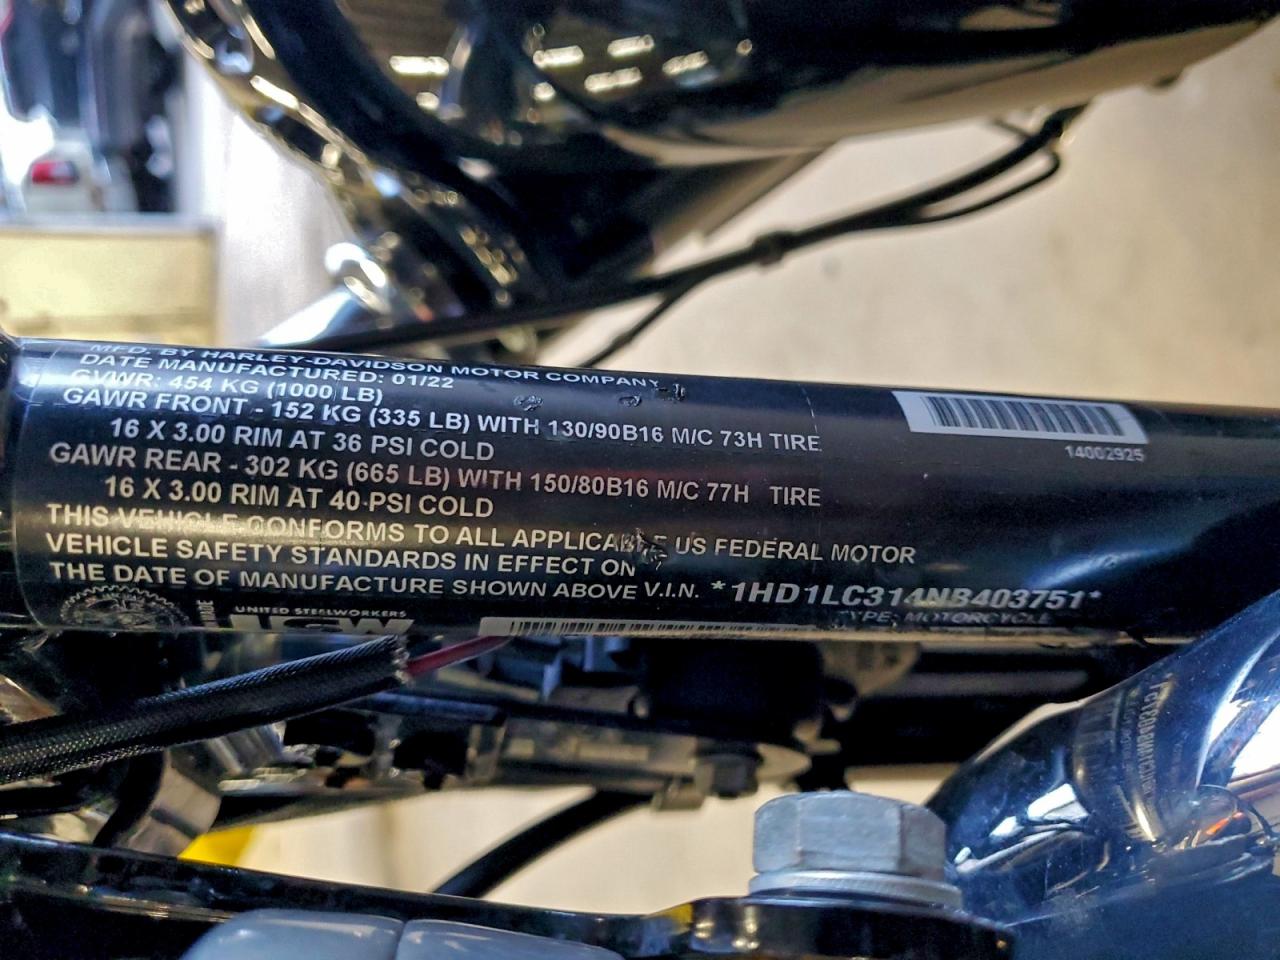 MFD. BY HARLEY-DAVIDSON MOTOR COMPANY
DATE MANUFACTURED: 01/22
GVWR: 454 KG (1000 LB)
GAWR FRONT - 152 KG (335 LB) WITH 130/90B16 M/C 73H TIRE
16 X 3.00 RIM AT 36 PSI COLD
GAWR REAR - 302 KG (665 LB) WITH 150/80B16 M/C 77H TIRE
16 X 3.00 RIM AT 40 PSI COLD
THIS VEHICLE CONFORMS TO ALL APPLICABLE US FEDERAL MOTOR
VEHICLE SAFETY STANDARDS IN EFFECT ON
THE DATE OF MANUFACTURE SHOWN ABOVE V.I.N. *1HD1LC314NB403751*
TYPE: MOTORCYCLE
UNITED STEELWORKERS
USW
MADE
14002925